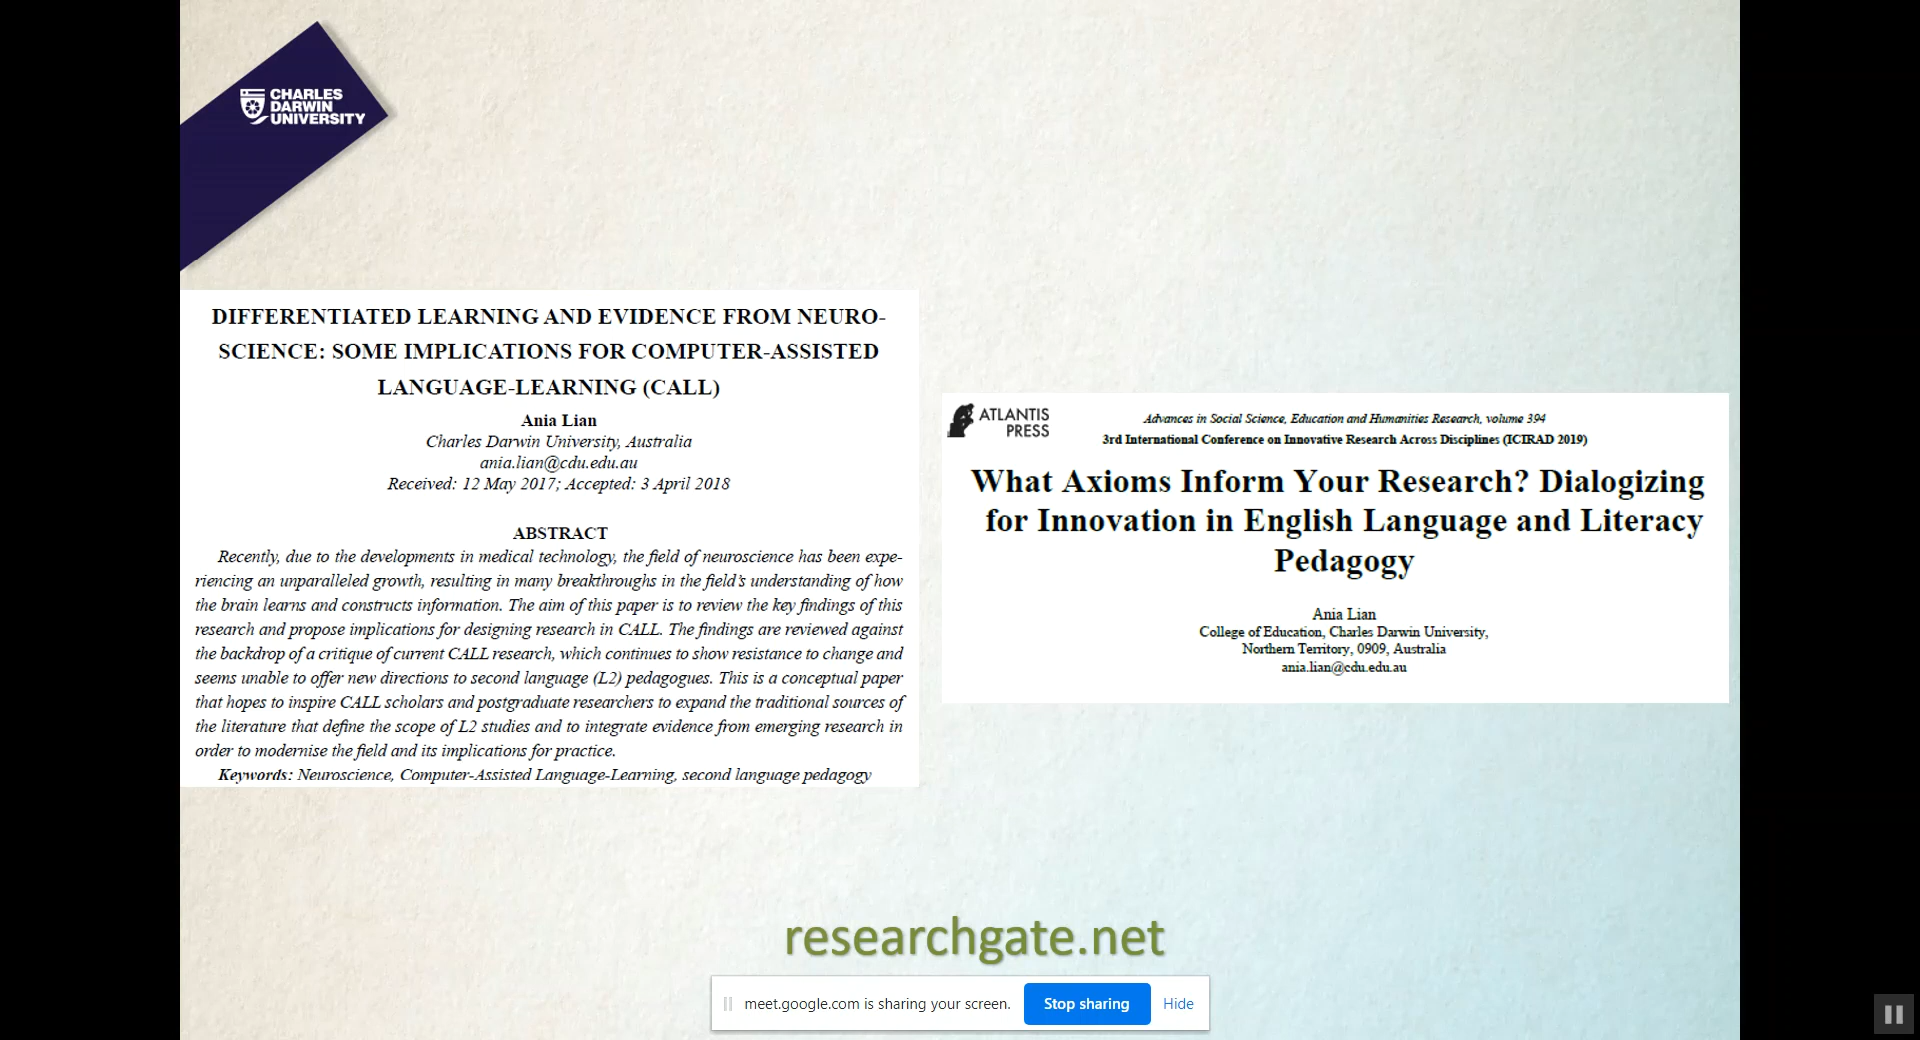 CHARLES
DARWIN
UNIVERSITY
DIFFERENTIATED LEARNING AND EVIDENCE FROM NEURO-
SCIENCE: SOME IMPLICATIONS FOR COMPUTER-ASSISTED
LANGUAGE-LEARNING (CALL)
Ania Lian
Charles Darwin University, Australia
ania.lian@cdu.edu.au
Received: 12 May 2017; Accepted: 3 April 2018
ABSTRACT
Recently, due to the developments in medical technology, the field of neuroscience has been expe-
riencing an unparalleled growth, resulting in many breakthroughs in the field's understanding of how
the brain learns and constructs information. The aim of this paper is to review the key findings of this
research and propose implications for designing research in CALL. The findings are reviewed against
the backdrop of a critique of current CALL research, which continues to show resistance to change and
seems unable to offer new directions to second language (L2) pedagogues. This is a conceptual paper
that hopes to inspire CALL scholars and postgraduate researchers to expand the traditional sources of
the literature that define the scope of L2 studies and to integrate evidence from emerging research in
order to modernise the field and its implications for practice.
Keywords: Neuroscience, Computer-Assisted Language-Learning, second language pedagogy
ATLANTIS
PRESS
Advances in Social Science, Education and Humanities Research, volume 394
3rd International Conference on Innovative Research Across Disciplines (ICIRAD 2019)
What Axioms Inform Your Research? Dialogizing
for Innovation in English Language and Literacy
Pedagogy
Ania Lian
College of Education, Charles Darwin University,
Northern Territory, 0909, Australia
ania.lian@cdu.edu.au
researchgate.net
meet.google.com is sharing your screen.
Stop sharing
Hide